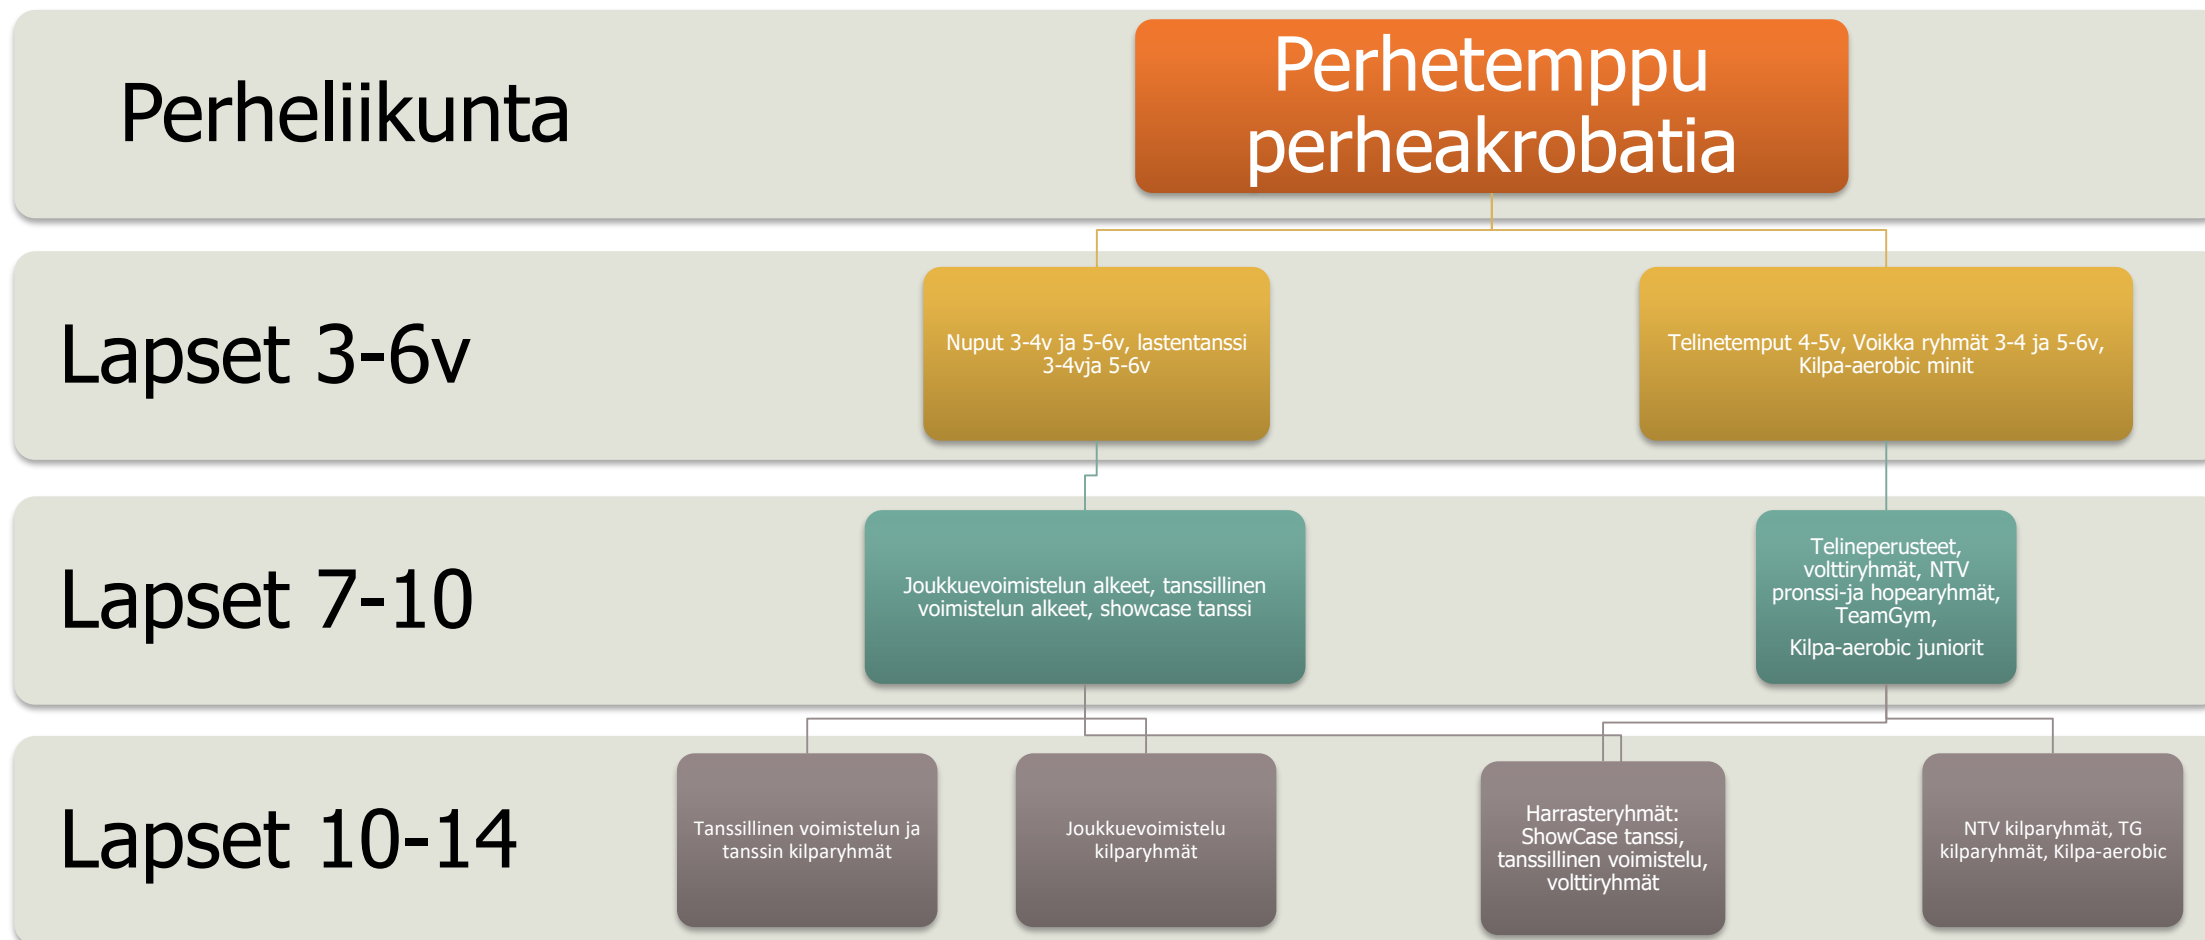 Perheliikunta
Perhetemppu
perheakrobatia
Lapset 3-6v
Nuput 3-4v ja 5-6v, lastentanssi
3-4vja 5-6v
Telinetemput 4-5v, Voikka ryhmät 3-4 ja 5-6v,
Kilpa-aerobic minit
Lapset 7-10
Joukkuevoimistelun alkeet, tanssillinen
voimistelun alkeet, showcase tanssi
Telineperusteet,
volttiryhmät, NTV
pronssi-ja hopearyhmät,
TeamGym,
Kilpa-aerobic juniorit
Lapset 10-14
Tanssillinen voimistelun ja
tanssin kilparyhmät
Joukkuevoimistelu
kilparyhmät
Harrasteryhmät:
ShowCase tanssi,
tanssillinen voimistelu,
volttiryhmät
NTV kilparyhmät, TG
kilparyhmät, Kilpa-aerobic